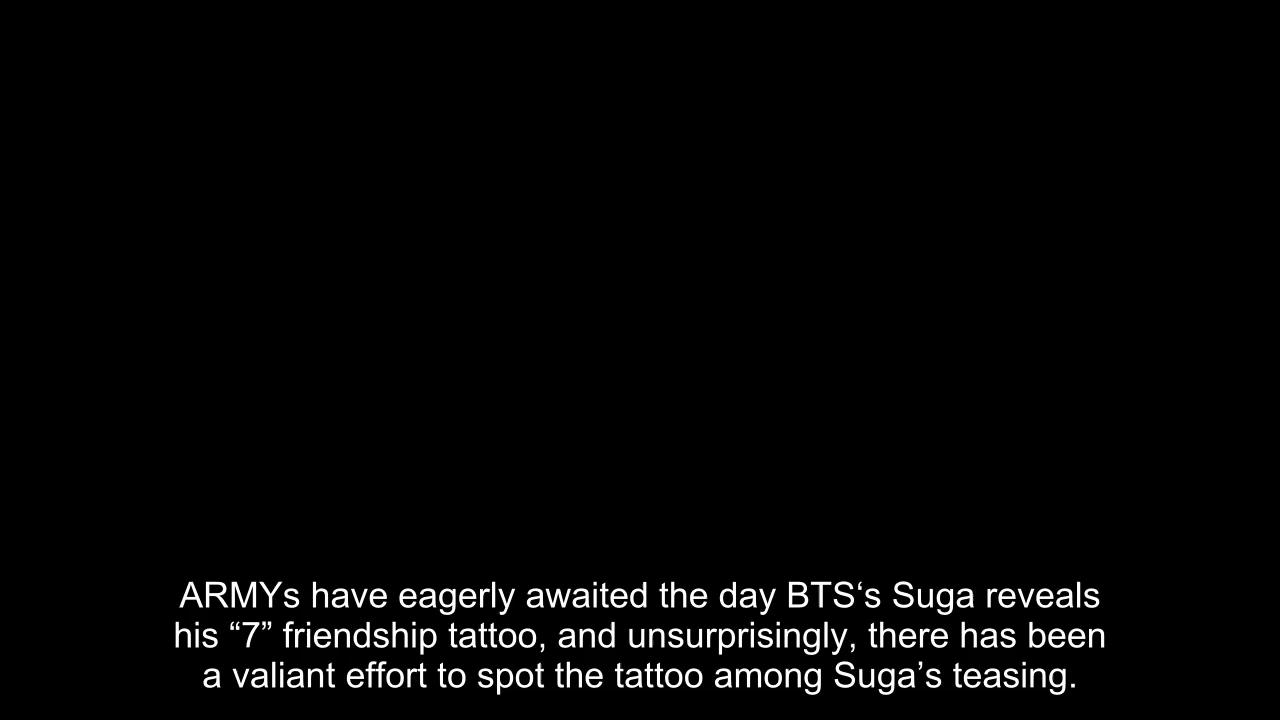 ARMYs have eagerly awaited the day BTS‘s Suga reveals
his “7” friendship tattoo, and unsurprisingly, there has been
a valiant effort to spot the tattoo among Suga’s teasing.